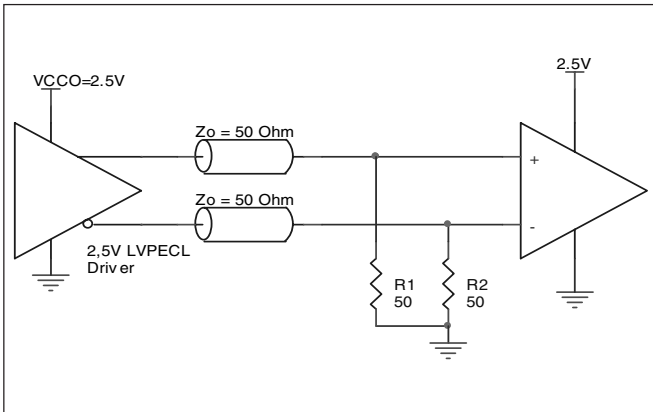 VCCO=2.5V
2.5V
Zo = 50 Ohm
+
Zo = 50 Ohm
-
2,5V LVPECL
Driver
R1
50
R2
50